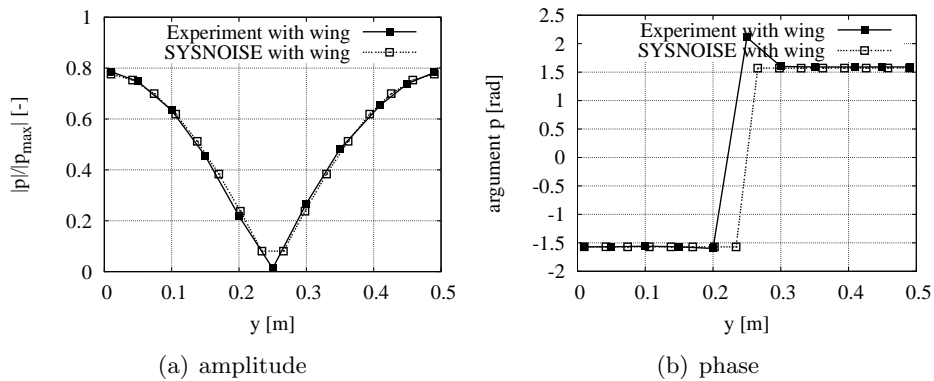 1
0.8
0.6
0.4
0.2
0
|p|/|p_max| [-]
Experiment with wing
SYSNOISE with wing
0 0.1 0.2 0.3 0.4 0.5
y [m]
(a) amplitude
2.5
2
1.5
1
0.5
0
-0.5
-1
-1.5
-2
argument p [rad]
Experiment with wing
SYSNOISE with wing
0 0.1 0.2 0.3 0.4 0.5
y [m]
(b) phase